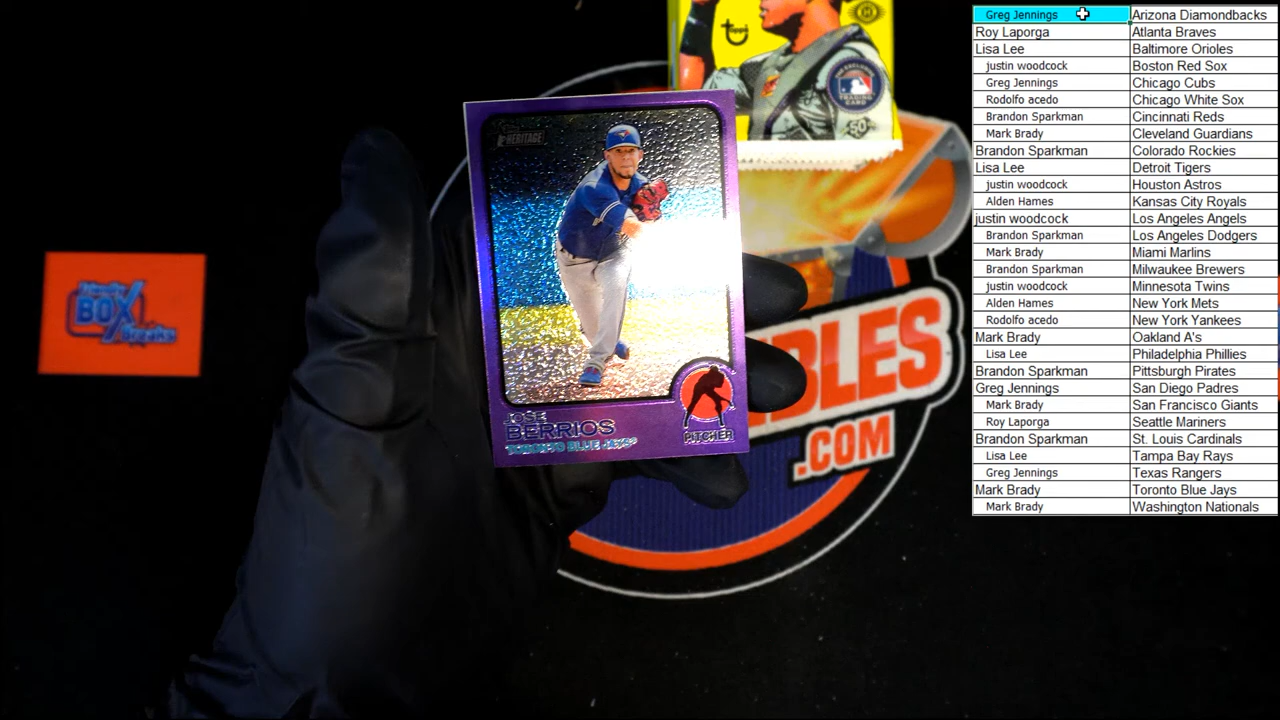 Greg Jennings Arizona Diamondbacks
Roy Laporga Atlanta Braves
Lisa Lee Baltimore Orioles
justin woodcock Boston Red Sox
Greg Jennings Chicago Cubs
Rodolfo acedo Chicago White Sox
Brandon Sparkman Cincinnati Reds
Mark Brady Cleveland Guardians
Brandon Sparkman Colorado Rockies
Lisa Lee Detroit Tigers
justin woodcock Houston Astros
Alden Hames Kansas City Royals
justin woodcock Los Angeles Angels
Brandon Sparkman Los Angeles Dodgers
Mark Brady Miami Marlins
Brandon Sparkman Milwaukee Brewers
justin woodcock Minnesota Twins
Alden Hames New York Mets
Rodolfo acedo New York Yankees
Mark Brady Oakland A's
Lisa Lee Philadelphia Phillies
Brandon Sparkman Pittsburgh Pirates
Greg Jennings San Diego Padres
Mark Brady San Francisco Giants
Roy Laporga Seattle Mariners
Brandon Sparkman St. Louis Cardinals
Lisa Lee Tampa Bay Rays
Greg Jennings Texas Rangers
Mark Brady Toronto Blue Jays
Mark Brady Washington Nationals
topps
TRADING
CARD
50
HERITAGE
JOSE
BERRIOS
TORONTO BLUE JAYS
PITCHER
BOX
Breaks
IBLES
.COM